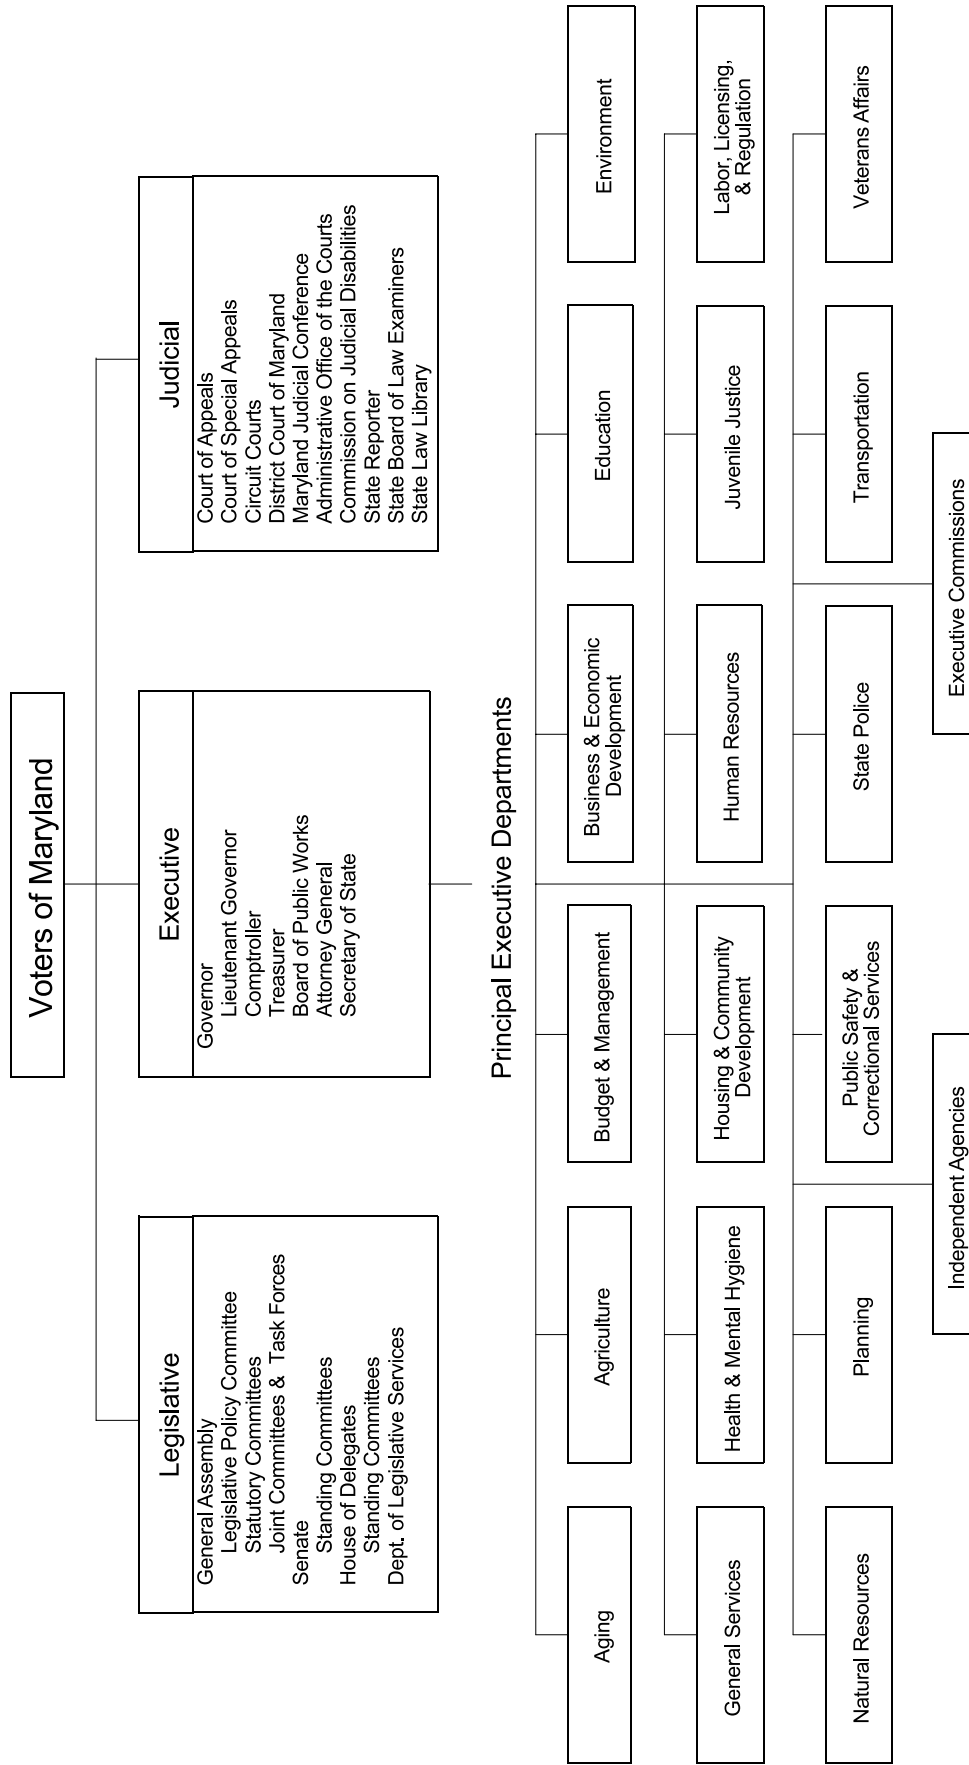 Voters of Maryland
Legislative
General Assembly
Legislative Policy Committee
Statutory Committees
Joint Committees & Task Forces
Senate
Standing Committees
House of Delegates
Standing Committees
Dept. of Legislative Services
Executive
Governor
Lieutenant Governor
Comptroller
Treasurer
Board of Public Works
Attorney General
Secretary of State
Judicial
Court of Appeals
Court of Special Appeals
Circuit Courts
District Court of Maryland
Maryland Judicial Conference
Administrative Office of the Courts
Commission on Judicial Disabilities
State Reporter
State Board of Law Examiners
State Law Library
Principal Executive Departments
Aging
Agriculture
Budget & Management
Business & Economic
Development
Education
Environment
General Services
Health & Mental Hygiene
Housing & Community
Development
Human Resources
Juvenile Justice
Labor, Licensing,
& Regulation
Natural Resources
Planning
Public Safety &
Correctional Services
State Police
Transportation
Veterans Affairs
Independent Agencies
Executive Commissions